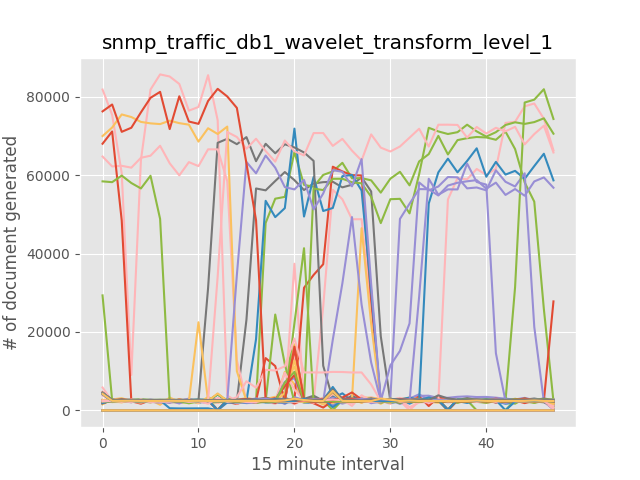 snmp_traffic_db1_wavelet_transform_level_1
80000
60000
40000
20000
0
# of document generated
0 10 20 30 40
15 minute interval